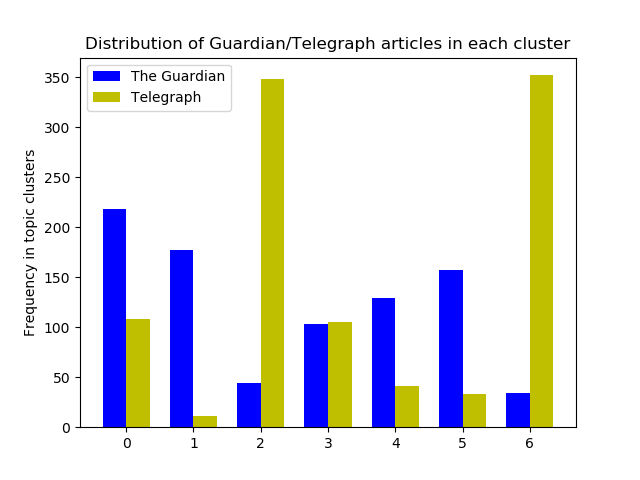 Distribution of Guardian/Telegraph articles in each cluster
The Guardian
Telegraph
Frequency in topic clusters
350
300
250
200
150
100
50
0
0 1 2 3 4 5 6